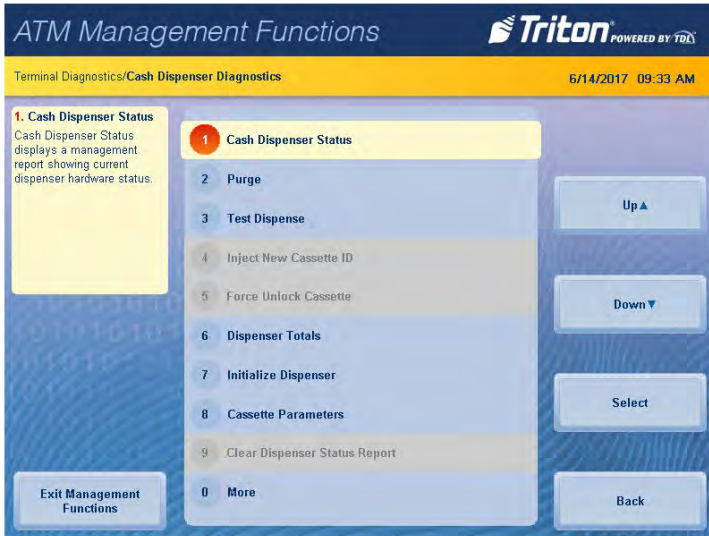 ATM Management Functions
Triton POWERED BY TDL
Terminal Diagnostics/Cash Dispenser Diagnostics
6/14/2017 09:33 AM
1. Cash Dispenser Status
Cash Dispenser Status
displays a management
report showing current
dispenser hardware status.
1 Cash Dispenser Status
2 Purge
3 Test Dispense
4 Inject New Cassette ID
5 Force Unlock Cassette
6 Dispenser Totals
7 Initialize Dispenser
8 Cassette Parameters
9 Clear Dispenser Status Report
0 More
Up▲
Down▼
Select
Back
Exit Management
Functions